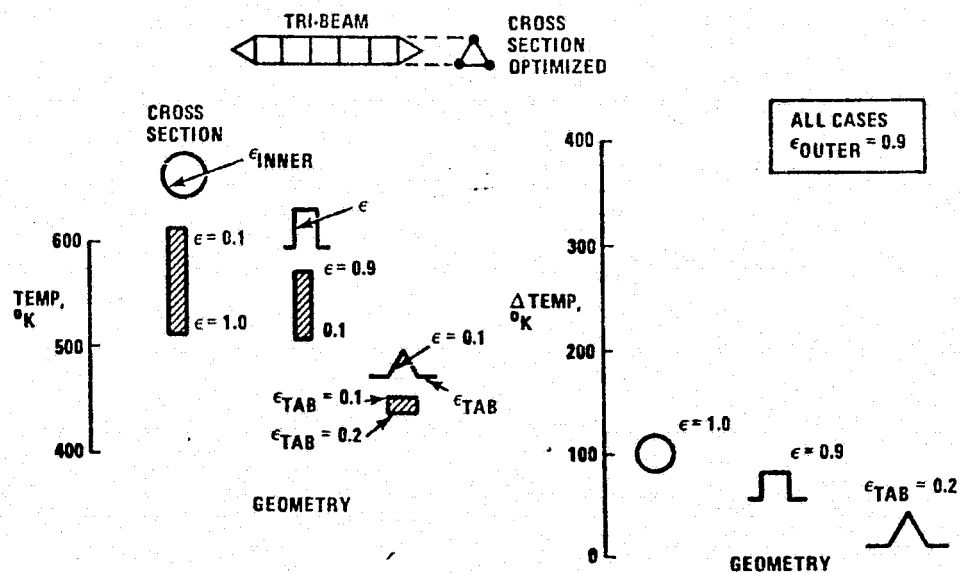 TRI-BEAM
CROSS
SECTION
OPTIMIZED
CROSS
SECTION
εINNER
ε
600
ε = 0.1
ε = 0.9
TEMP,
°K
ε = 1.0
0.1
500
ε = 0.1
εTAB = 0.1
εTAB
εTAB = 0.2
400
GEOMETRY
ALL CASES
εOUTER = 0.9
400
300
Δ TEMP,
°K
200
ε = 1.0
100
ε = 0.9
εTAB = 0.2
0
GEOMETRY